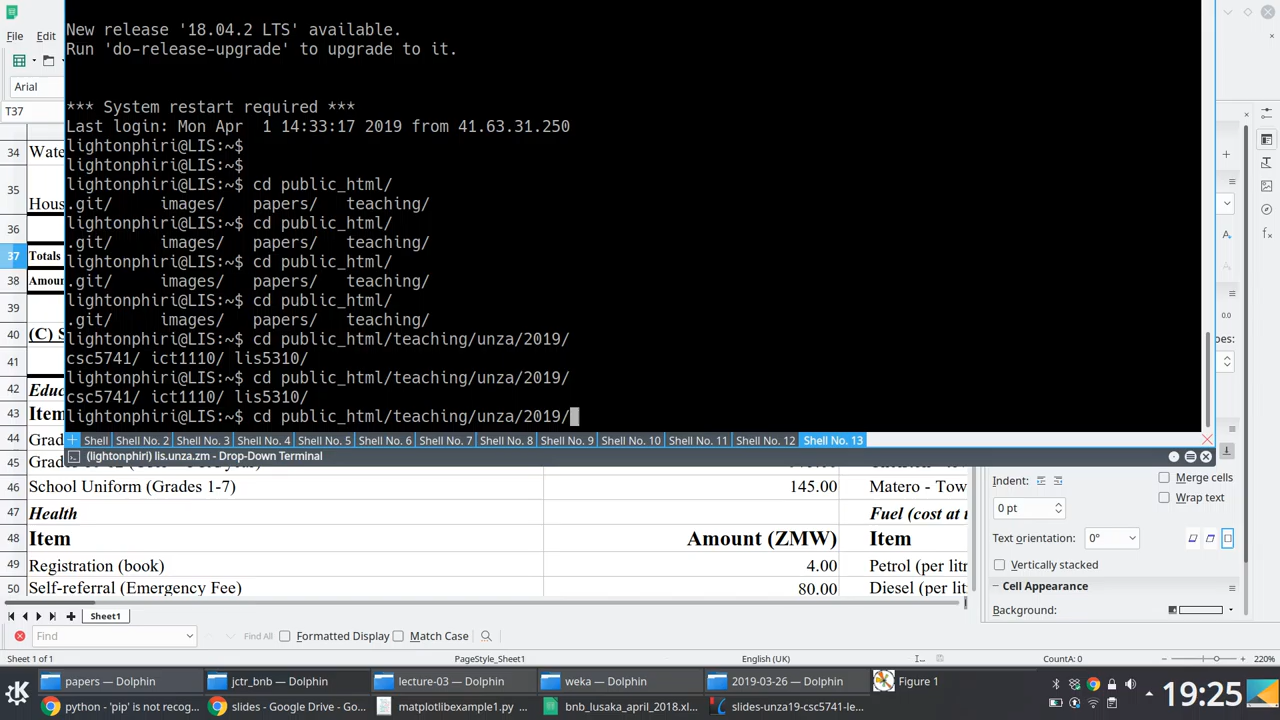 New release '18.04.2 LTS' available.
Run 'do-release-upgrade' to upgrade to it.
*** System restart required ***
Last login: Mon Apr  1 14:33:17 2019 from 41.63.31.250
lightonphiri@LIS:~$
lightonphiri@LIS:~$
lightonphiri@LIS:~$ cd public_html/
.git/     images/   papers/   teaching/
lightonphiri@LIS:~$ cd public_html/
.git/     images/   papers/   teaching/
lightonphiri@LIS:~$ cd public_html/
.git/     images/   papers/   teaching/
lightonphiri@LIS:~$ cd public_html/
.git/     images/   papers/   teaching/
lightonphiri@LIS:~$ cd public_html/teaching/unza/2019/
csc5741/ ict1110/ lis5310/
lightonphiri@LIS:~$ cd public_html/teaching/unza/2019/
csc5741/ ict1110/ lis5310/
lightonphiri@LIS:~$ cd public_html/teaching/unza/2019/
Shell Shell No. 2 Shell No. 3 Shell No. 4 Shell No. 5 Shell No. 6 Shell No. 7 Shell No. 8 Shell No. 9 Shell No. 10 Shell No. 11 Shell No. 12 Shell No. 13
(lightonphiri) lis.unza.zm - Drop-Down Terminal
File Edit
Arial
T37
34 Wate
35 Hous
36
37 Totals
38 Amou
39
40 (C) S
41
42 Educ
43 Item
44 Grad
45 Grade
46 School Uniform (Grades 1-7) 145.00 Matero - Tow
47 Health Fuel (cost at t
48 Item Amount (ZMW) Item
49 Registration (book) 4.00 Petrol (per litr
50 Self-referral (Emergency Fee) 80.00 Diesel (per lit
0.0
pes:
Indent:
0 pt
Merge cells
Wrap text
Text orientation: 0°
Vertically stacked
Cell Appearance
Background:
Sheet1
Find Find All Formatted Display Match Case
Sheet 1 of 1 PageStyle_Sheet1 English (UK) CountA: 0 220%
papers — Dolphin jctr_bnb — Dolphin lecture-03 — Dolphin weka — Dolphin 2019-03-26 — Dolphin Figure 1
python - 'pip' is not recog... slides - Google Drive - Go... matplotlibexample1.py ... bnb_lusaka_april_2018.xl... slides-unza19-csc5741-le...
19:25